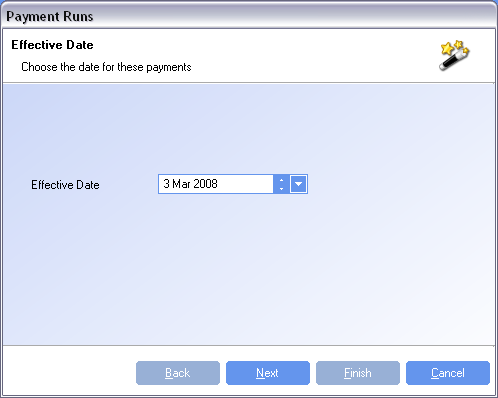 Payment Runs
Effective Date
Choose the date for these payments
Effective Date 3 Mar 2008
Back Next Finish Cancel